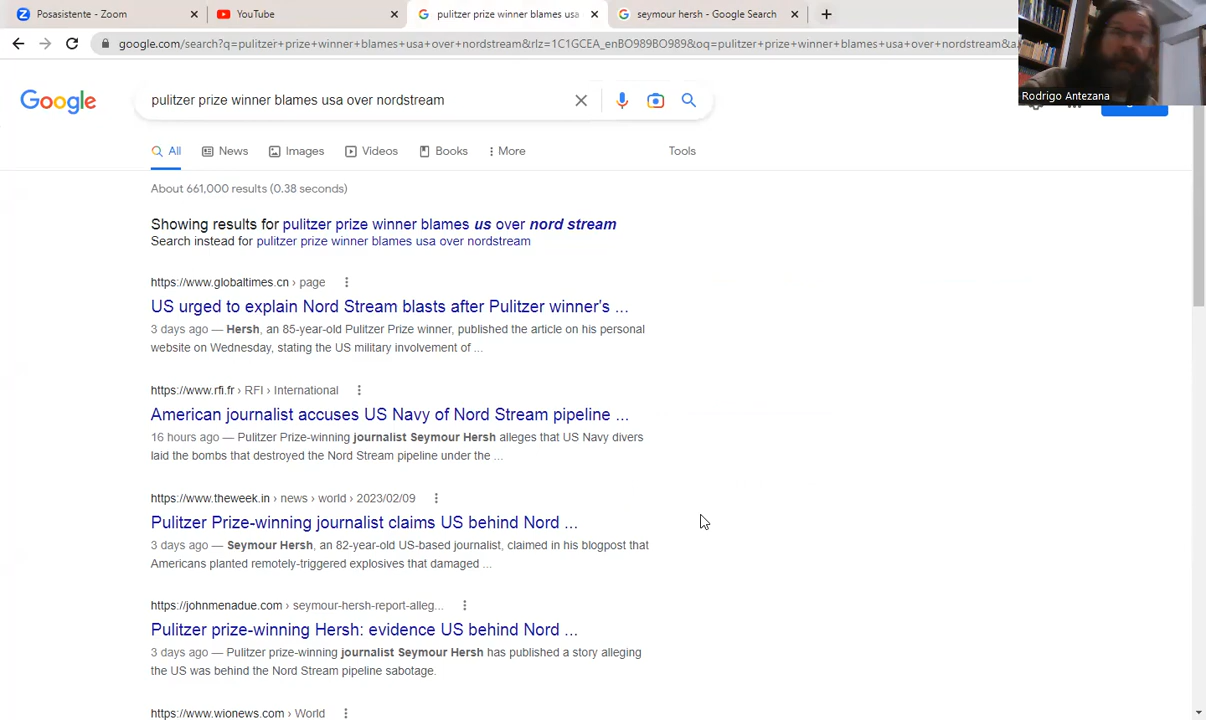 Posasistente - Zoom
YouTube
pulitzer prize winner blames usa
seymour hersh - Google Search
google.com/search?q=pulitzer+prize+winner+blames+usa+over+nordstream&rlz=1C1GCEA_enBO989BO989&oq=pulitzer+prize+winner+blames+usa+over+nordstream&a
Rodrigo Antezana
Google
pulitzer prize winner blames usa over nordstream
All
News
Images
Videos
Books
More
Tools
About 661,000 results (0.38 seconds)
Showing results for pulitzer prize winner blames us over nord stream
Search instead for pulitzer prize winner blames usa over nordstream
https://www.globaltimes.cn › page
US urged to explain Nord Stream blasts after Pulitzer winner's ...
3 days ago — Hersh, an 85-year-old Pulitzer Prize winner, published the article on his personal
website on Wednesday, stating the US military involvement of ...
https://www.rfi.fr › RFI › International
American journalist accuses US Navy of Nord Stream pipeline ...
16 hours ago — Pulitzer Prize-winning journalist Seymour Hersh alleges that US Navy divers
laid the bombs that destroyed the Nord Stream pipeline under the ...
https://www.theweek.in › news › world › 2023/02/09
Pulitzer Prize-winning journalist claims US behind Nord ...
3 days ago — Seymour Hersh, an 82-year-old US-based journalist, claimed in his blogpost that
Americans planted remotely-triggered explosives that damaged ...
https://johnmenadue.com › seymour-hersh-report-alleg...
Pulitzer prize-winning Hersh: evidence US behind Nord ...
3 days ago — Pulitzer prize-winning journalist Seymour Hersh has published a story alleging
the US was behind the Nord Stream pipeline sabotage.
https://www.wionews.com › World